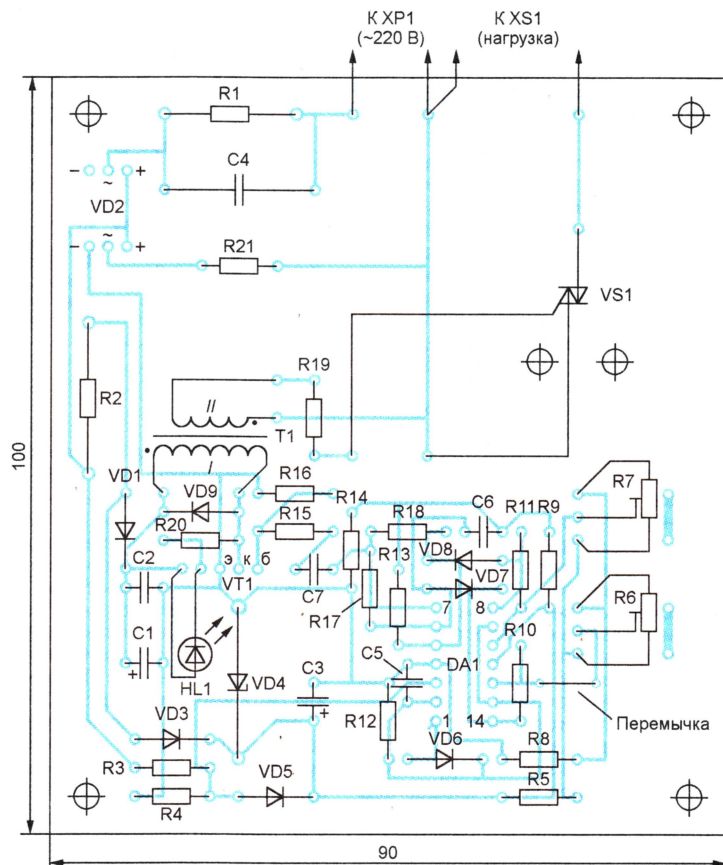 К XP1
(~220 В)
К XS1
(нагрузка)
R1
C4
− ~ +
VD2
− ~ +
R21
VS1
R2
R19
II
T1
I
100
VD1
VD9
R20
R16
R15
R14
R18
C6
R11
R9
R7
R13
VD8
VD7
C2
э к б
VT1
C7
R17
7
8
R6
C1
+
HL1
VD4
C3
+
C5
DA1
R10
R12
1
14
Перемычка
VD3
VD6
R8
R3
VD5
R5
R4
90